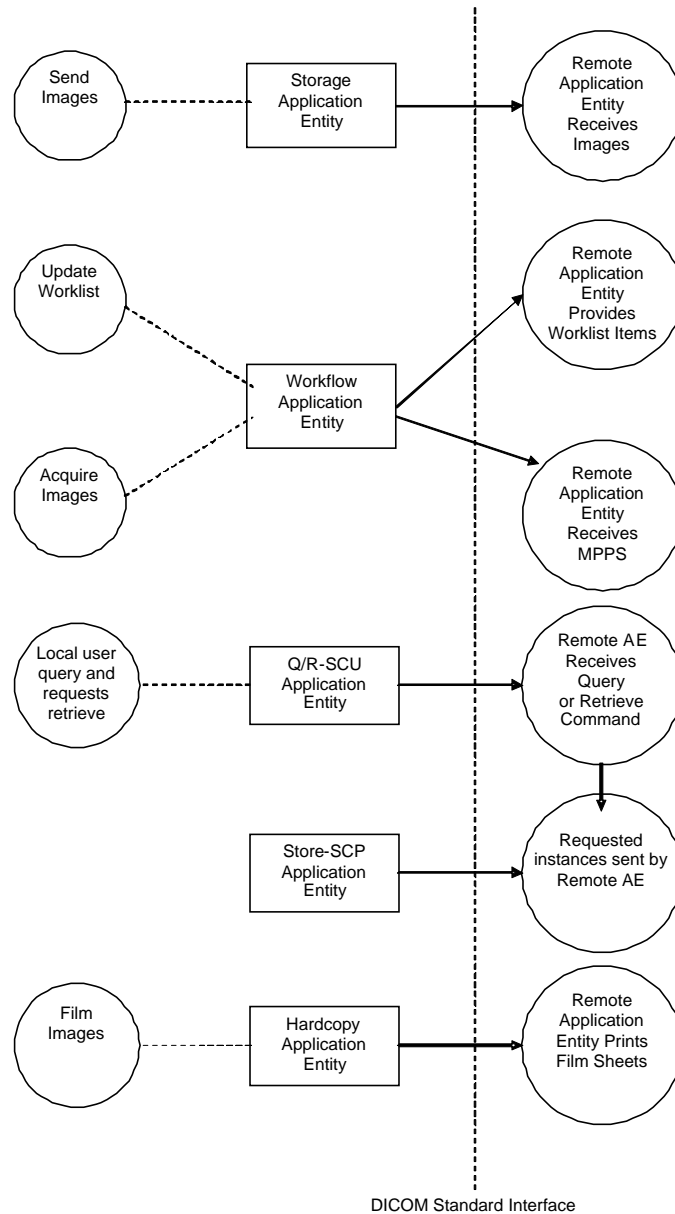 Send
Images
Storage
Application
Entity
Remote
Application
Entity
Receives
Images
Update
Worklist
Remote
Application
Entity
Provides
Worklist Items
Workflow
Application
Entity
Acquire
Images
Remote
Application
Entity
Receives
MPPS
Local user
query and
requests
retrieve
Q/R-SCU
Application
Entity
Remote AE
Receives
Query
or Retrieve
Command
Store-SCP
Application
Entity
Requested
instances sent by
Remote AE
Film
Images
Hardcopy
Application
Entity
Remote
Application
Entity Prints
Film Sheets
DICOM Standard Interface